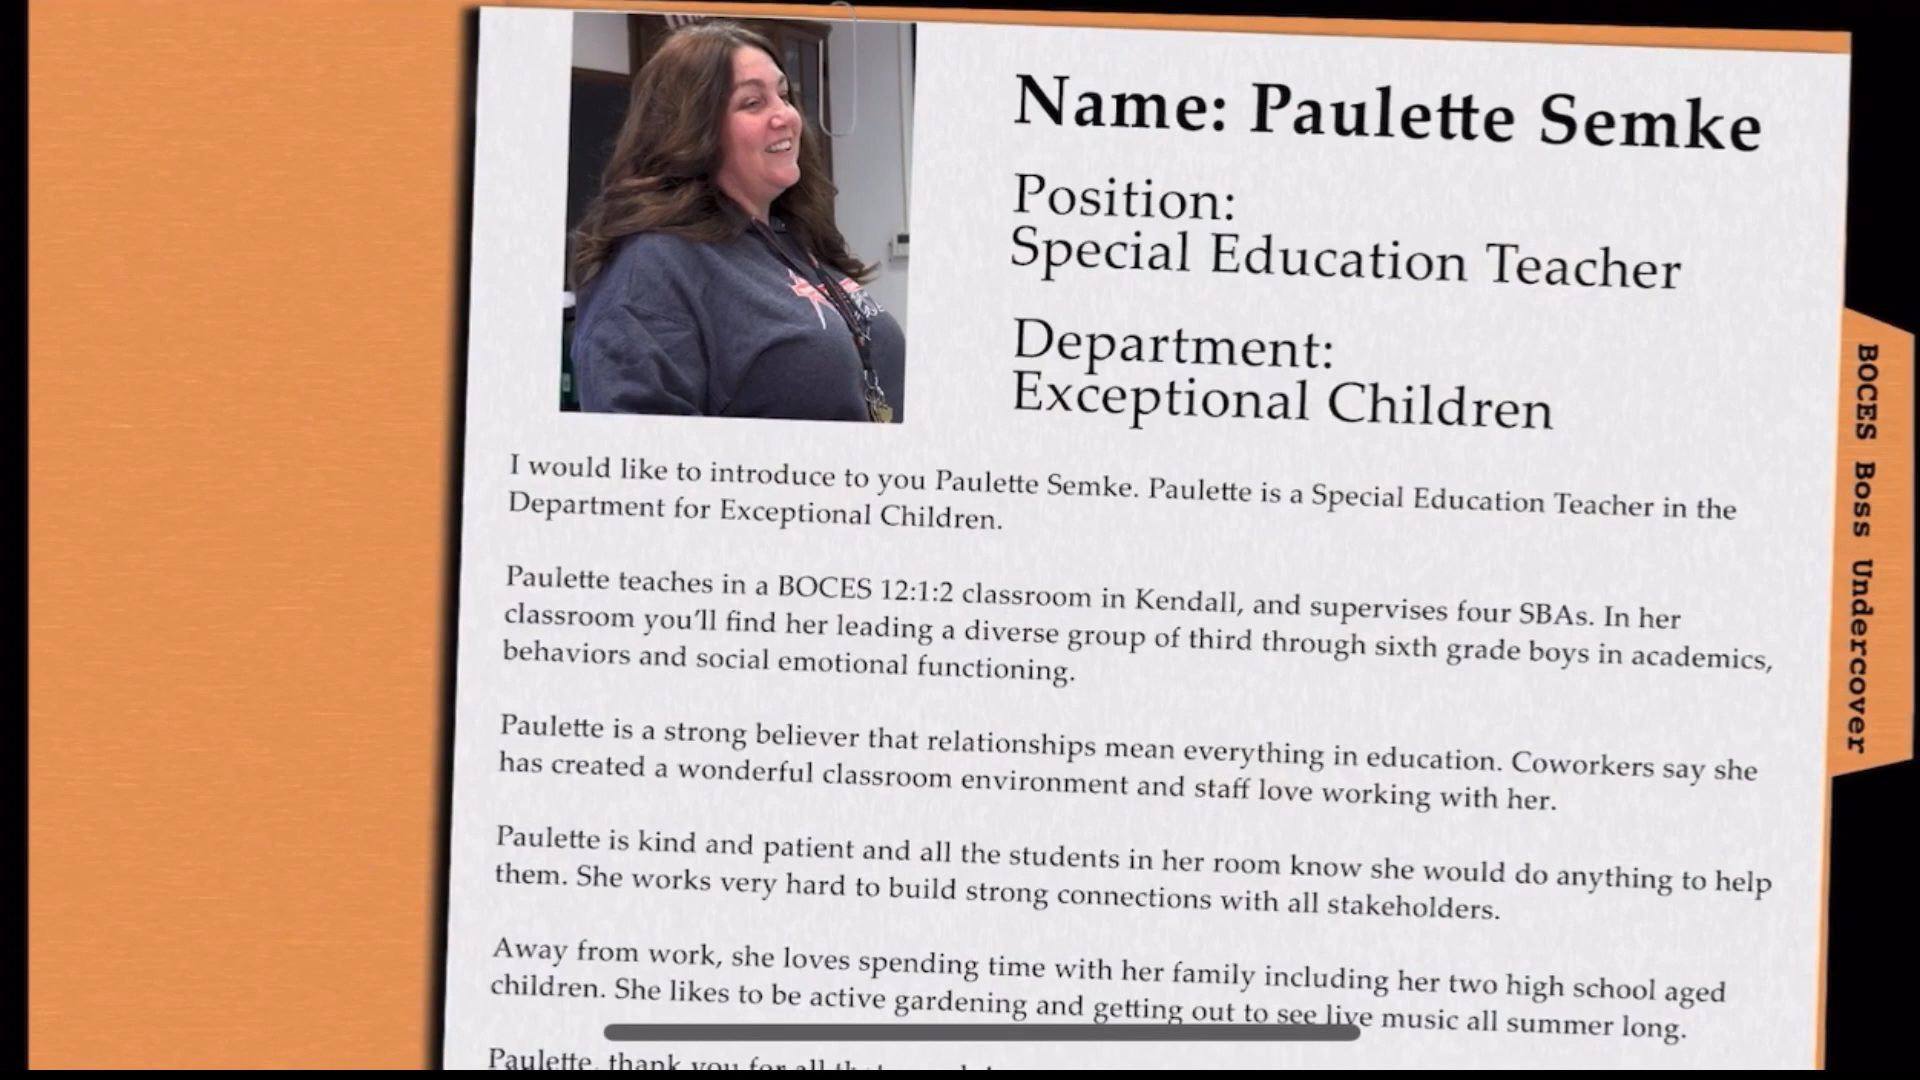 Name: Paulette Semke
Position:
Special Education Teacher
Department:
Exceptional Children
I would like to introduce to you Paulette Semke. Paulette is a Special Education Teacher in the
Department for Exceptional Children.
Paulette teaches in a BOCES 12:1:2 classroom in Kendall, and supervises four SBAs. In her
classroom you'll find her leading a diverse group of third through sixth grade boys in academics,
behaviors and social emotional functioning.
Paulette is a strong believer that relationships mean everything in education. Coworkers say she
has created a wonderful classroom environment and staff love working with her.
Paulette is kind and patient and all the students in her room know she would do anything to help
them. She works very hard to build strong connections with all stakeholders.
Away from work, she loves spending time with her family including her two high school aged
children. She likes to be active gardening and getting out to see live music all summer long.
Paulette, thank you for all
BOCES Boss Undercover